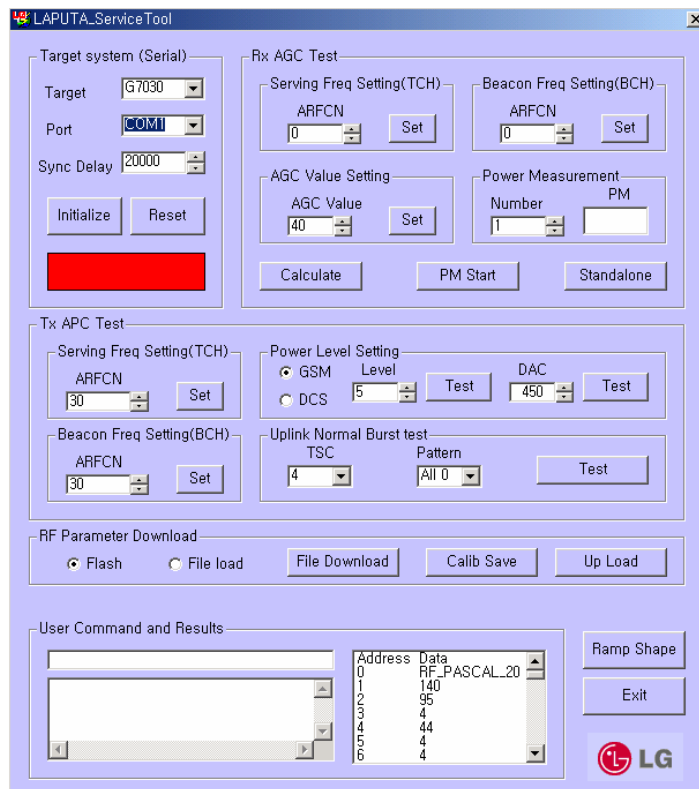 LAPUTA_ServiceTool
Target system (Serial)
Target G7030
Port COM1
Sync Delay 20000
Initialize Reset
Rx AGC Test
Serving Freq Setting(TCH)
ARFCN
0 Set
Beacon Freq Setting(BCH)
ARFCN
0 Set
AGC Value Setting
AGC Value
40 Set
Power Measurement
Number PM
1
Calculate PM Start Standalone
Tx APC Test
Serving Freq Setting(TCH)
ARFCN
30 Set
Beacon Freq Setting(BCH)
ARFCN
30 Set
Power Level Setting
GSM Level DAC
DCS 5 Test 450 Test
Uplink Normal Burst test
TSC Pattern
4 All 0 Test
RF Parameter Download
Flash File load File Download Calib Save Up Load
User Command and Results
Address Data
0 RF_PASCAL_20
1 140
2 95
3 4
4 44
5 4
6 4
Ramp Shape
Exit
LG